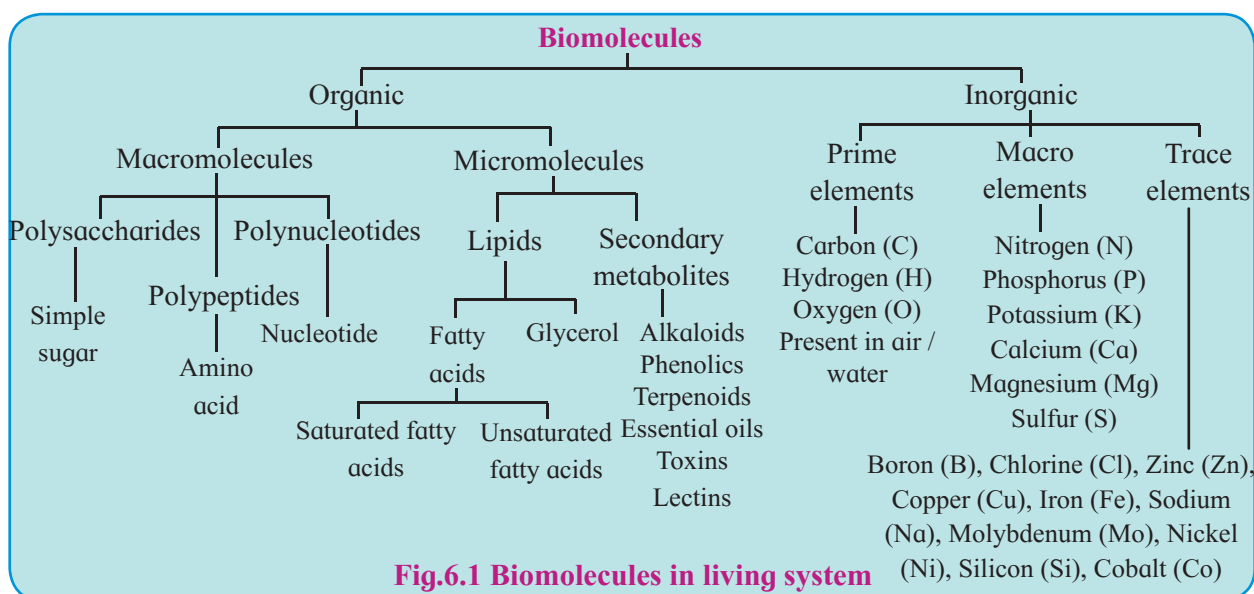 Biomolecules
Organic
Inorganic
Macromolecules
Micromolecules
Prime
elements
Macro
elements
Trace
elements
Polysaccharides
Polynucleotides
Polypeptides
Simple
sugar
Amino
acid
Nucleotide
Lipids
Secondary
metabolites
Fatty
acids
Glycerol
Saturated fatty
acids
Unsaturated
fatty acids
Alkaloids
Phenolics
Terpenoids
Essential oils
Toxins
Lectins
Carbon (C)
Hydrogen (H)
Oxygen (O)
Present in air /
water
Nitrogen (N)
Phosphorus (P)
Potassium (K)
Calcium (Ca)
Magnesium (Mg)
Sulfur (S)
Boron (B), Chlorine (Cl), Zinc (Zn),
Copper (Cu), Iron (Fe), Sodium
(Na), Molybdenum (Mo), Nickel
(Ni), Silicon (Si), Cobalt (Co)
Fig.6.1 Biomolecules in living system